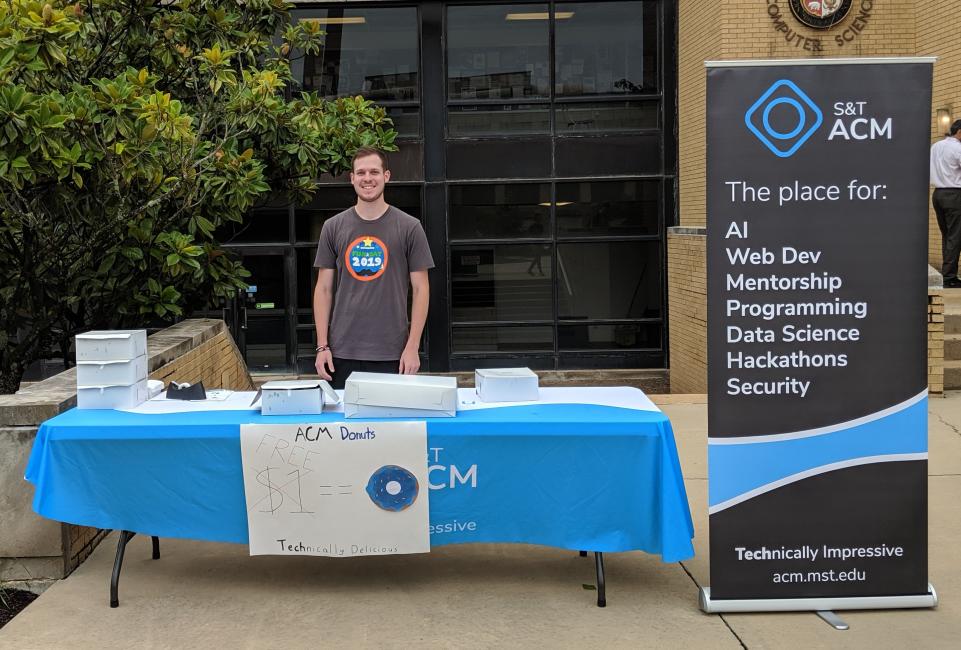 COMPUTER SCIENCE
S&T
ACM
The place for:
AI
Web Dev
Mentorship
Programming
Data Science
Hackathons
Security
Technically Impressive
acm.mst.edu
2019
ACM Donuts
FREE
$1 ==
Technically Delicious
&T
CM
essive